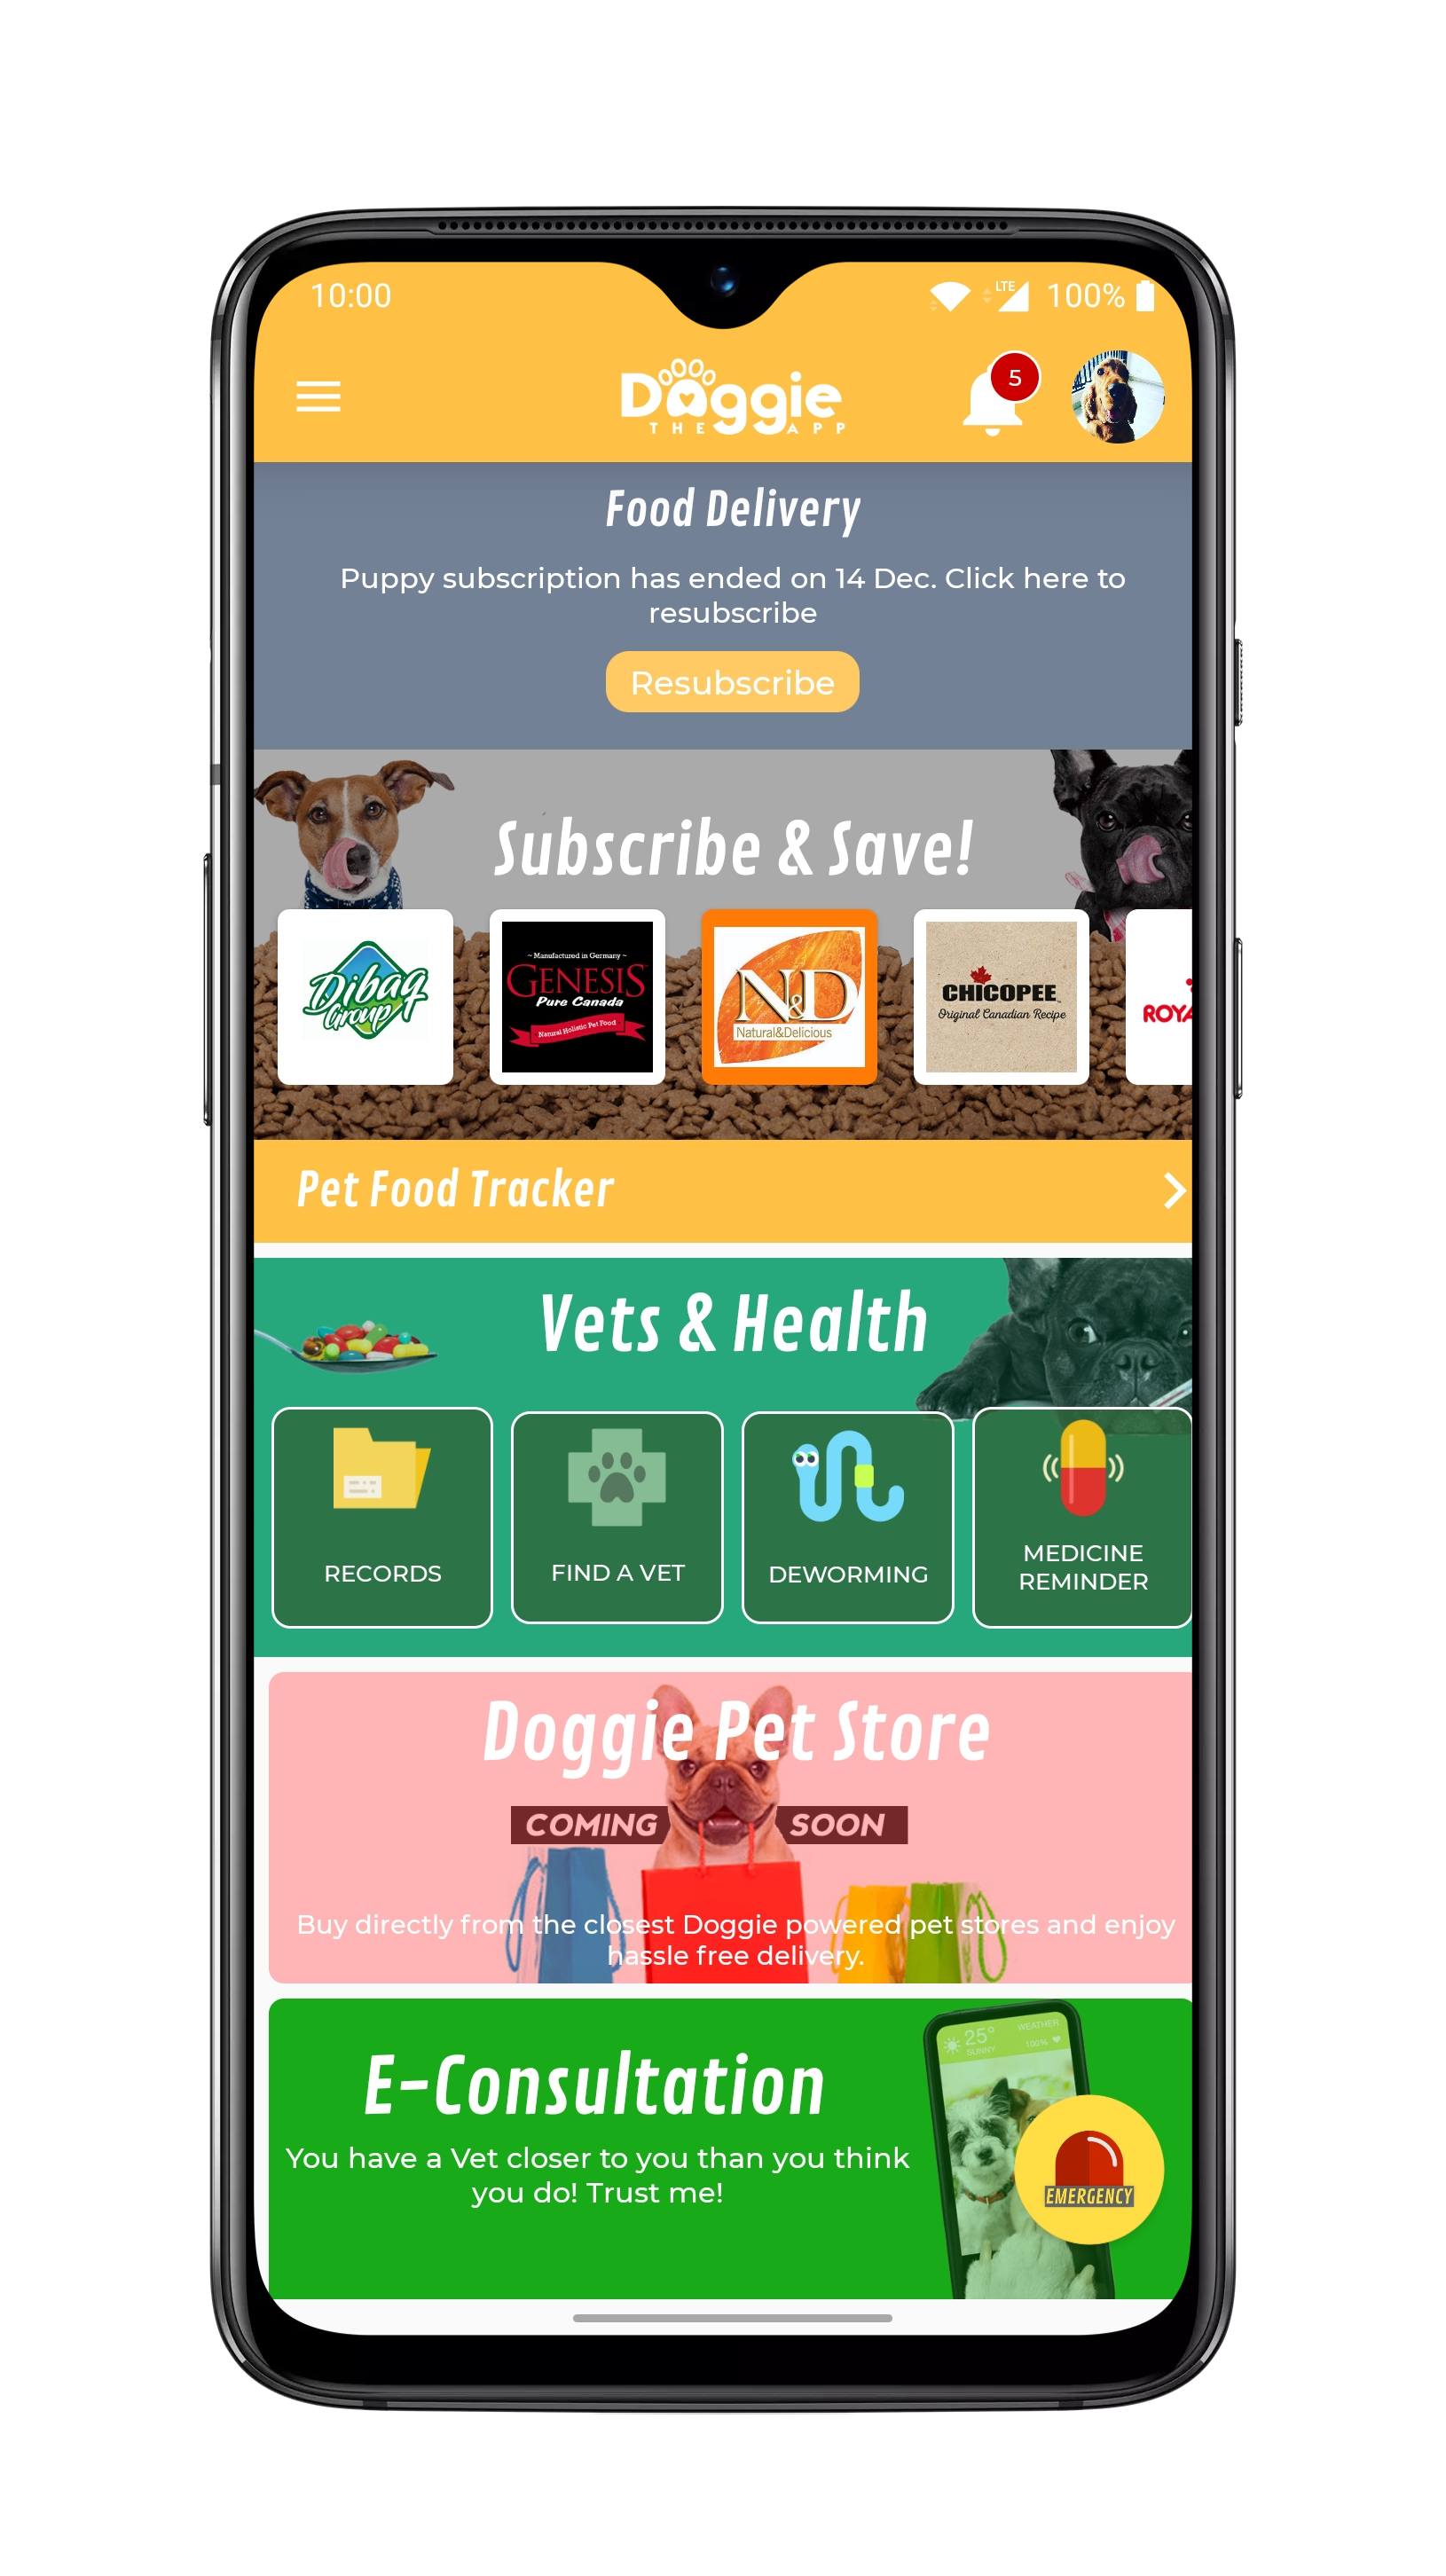 10:00
LTE
100%
Doggie
THE APP
5
Food Delivery
Puppy subscription has ended on 14 Dec. Click here to
resubscribe
Resubscribe
Subscribe & Save!
Dibaq
Group
~ Manufactured in Germany ~
GENESIS
Pure Canada
Natural Holistic Pet Food
N&D
Natural&Delicious
CHICOPEE
Original Canadian Recipe
ROYA
Pet Food Tracker
Vets & Health
RECORDS
FIND A VET
DEWORMING
MEDICINE
REMINDER
Doggie Pet Store
COMING SOON
Buy directly from the closest Doggie powered pet stores and enjoy
hassle free delivery.
E-Consultation
You have a Vet closer to you than you think
you do! Trust me!
25°
SUNNY
WEATHER
100%
EMERGENCY